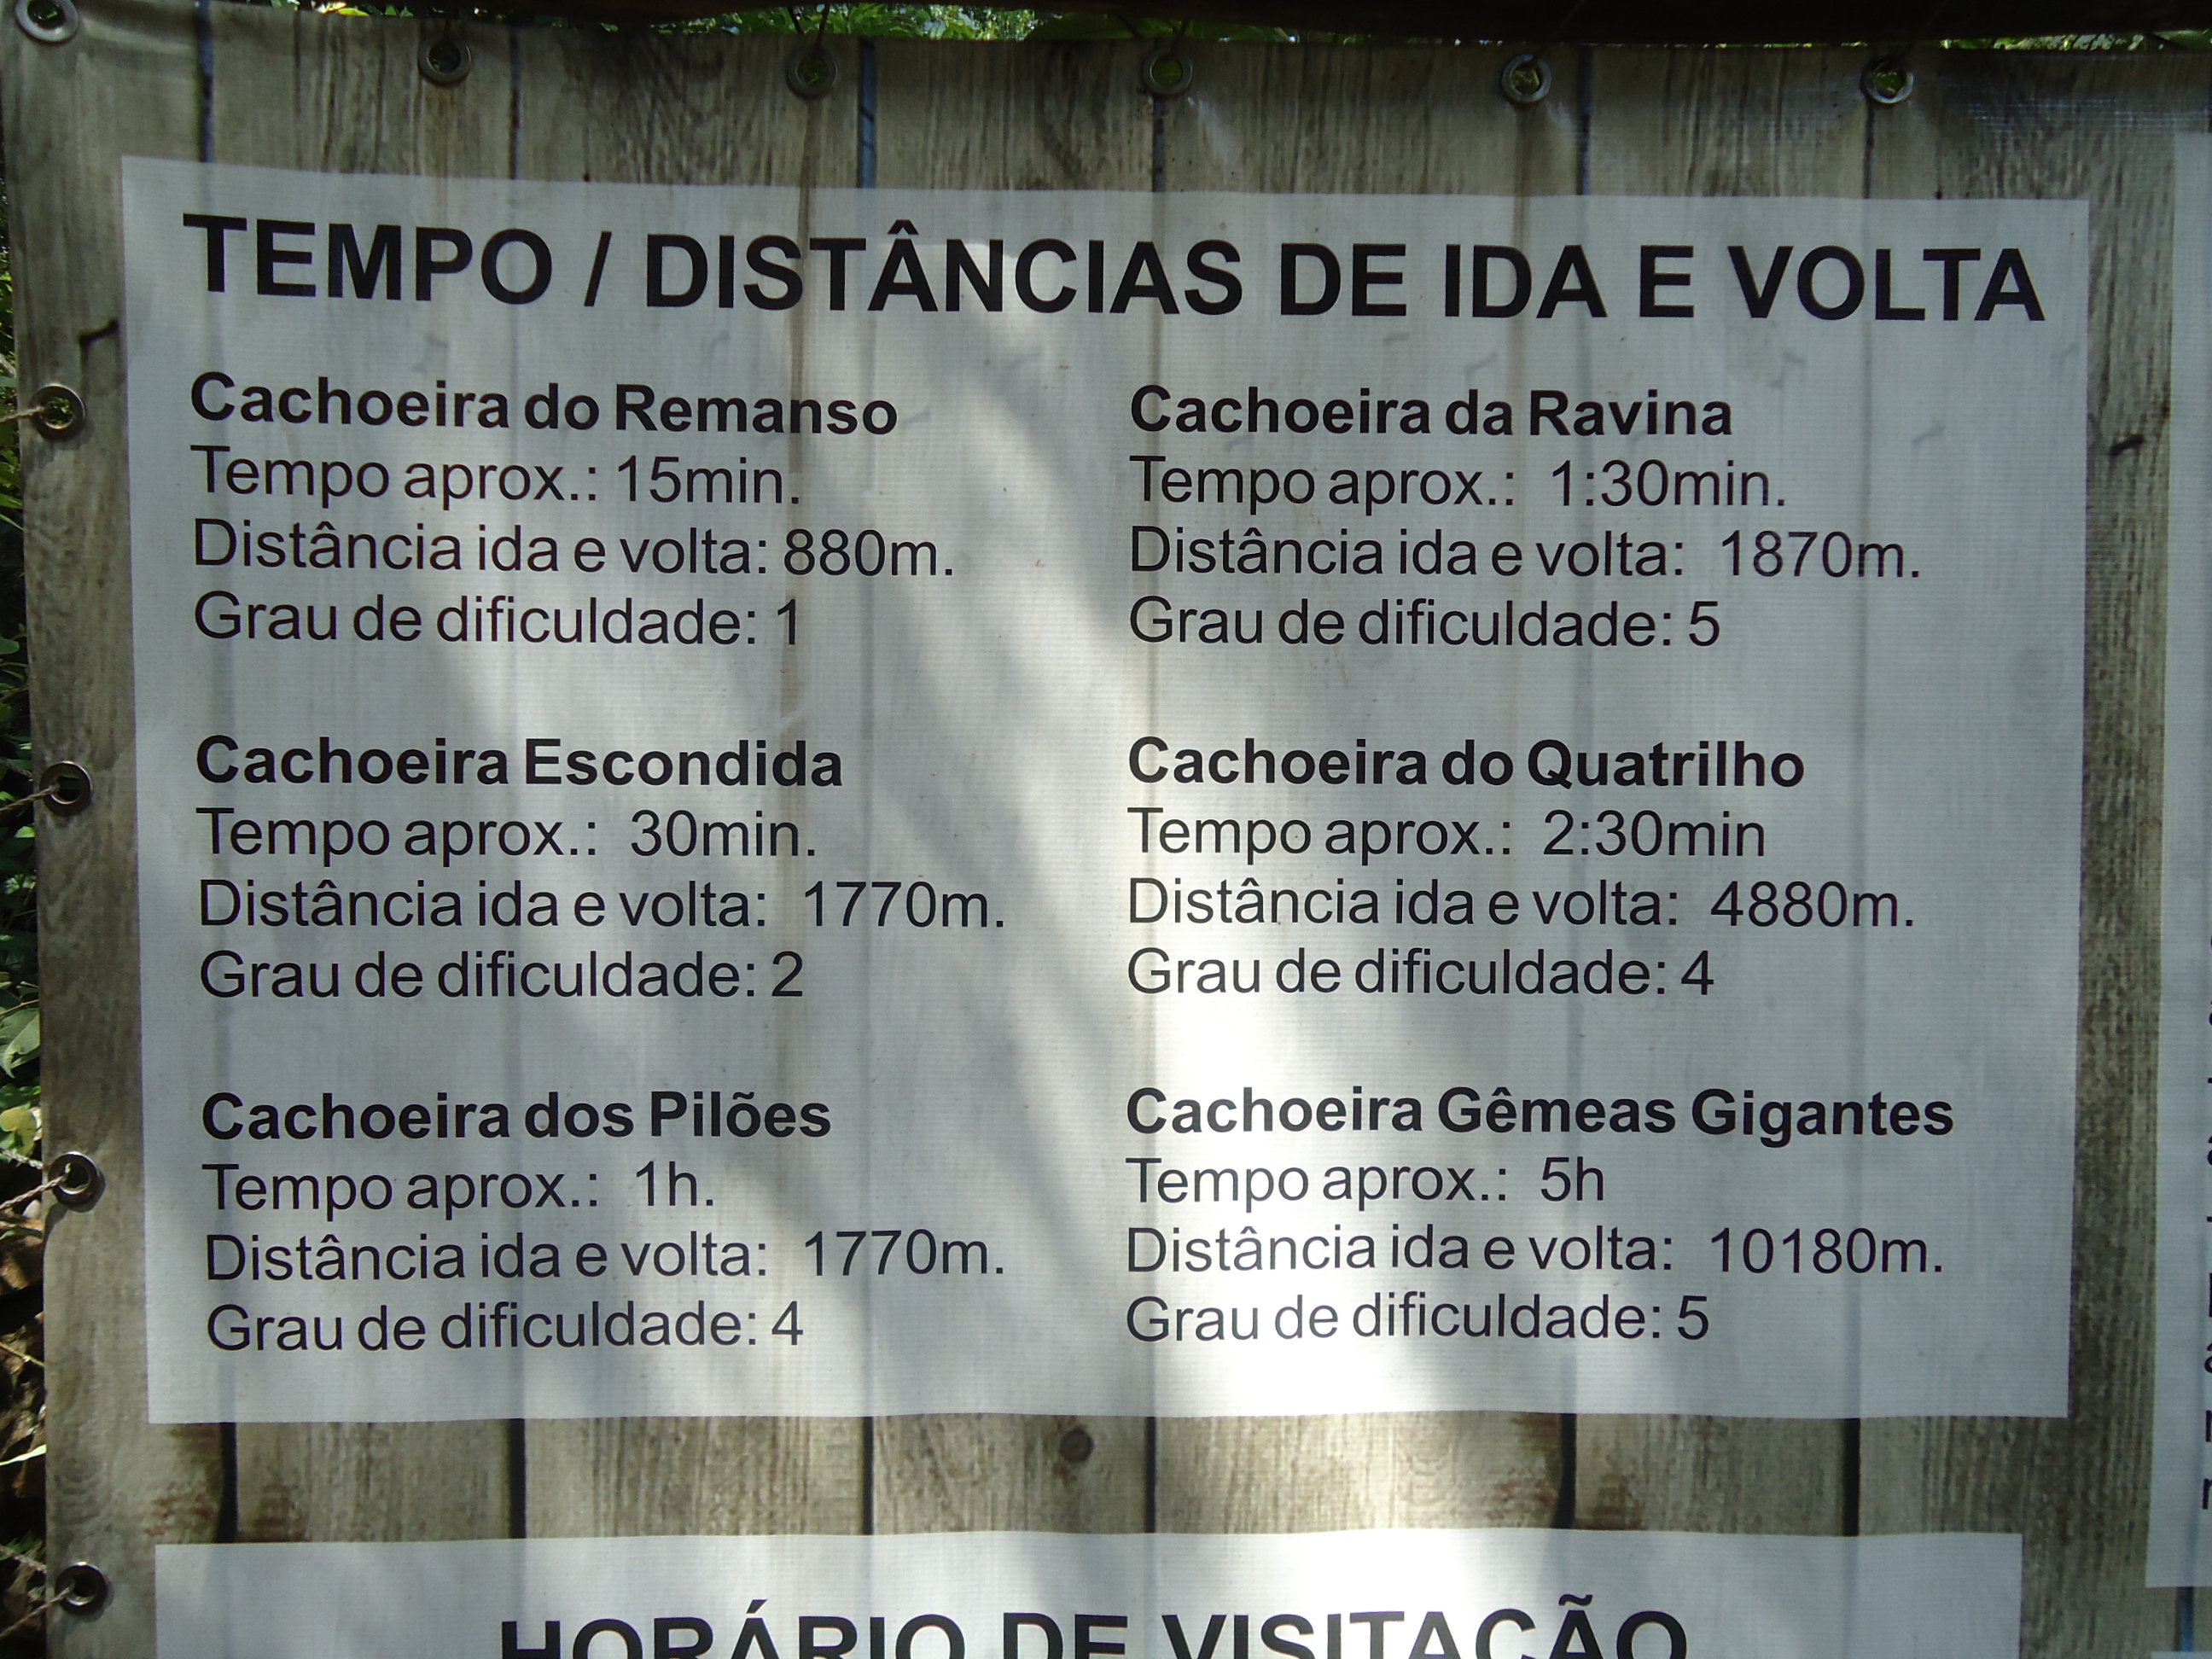 TEMPO / DISTÂNCIAS DE IDA E VOLTA
Cachoeira do Remanso
Tempo aprox.: 15min.
Distância ida e volta: 880m.
Grau de dificuldade: 1
Cachoeira Escondida
Tempo aprox.: 30min.
Distância ida e volta: 1770m.
Grau de dificuldade: 2
Cachoeira dos Pilões
Tempo aprox.: 1h.
Distância ida e volta: 1770m.
Grau de dificuldade: 4
Cachoeira da Ravina
Tempo aprox.: 1:30min.
Distância ida e volta: 1870m.
Grau de dificuldade: 5
Cachoeira do Quatrilho
Tempo aprox.: 2:30min
Distância ida e volta: 4880m.
Grau de dificuldade: 4
Cachoeira Gêmeas Gigantes
Tempo aprox.: 5h
Distância ida e volta: 10180m.
Grau de dificuldade: 5
HORÁRIO DE VISITAÇÃO